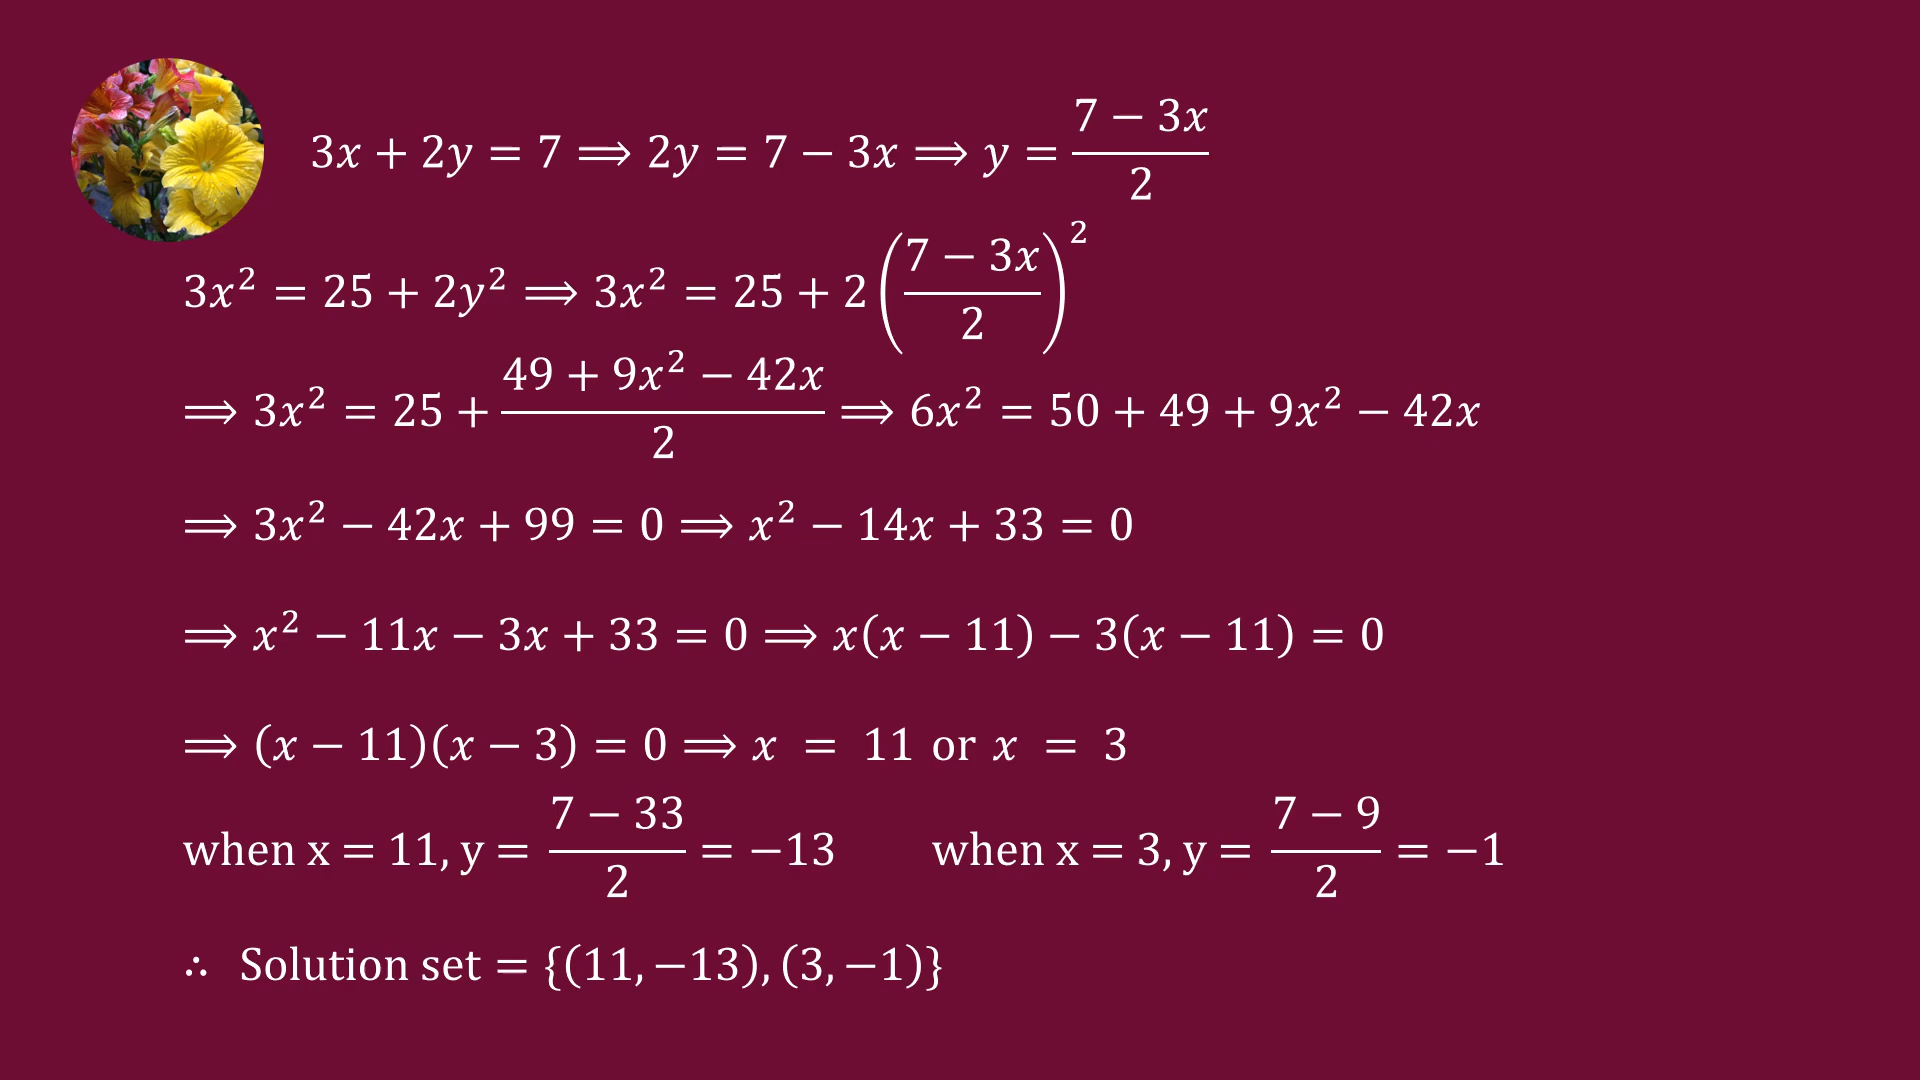 3x + 2y = 7 ⟹ 2y = 7 − 3x ⟹ y = (7 − 3x)/2
3x² = 25 + 2y² ⟹ 3x² = 25 + 2((7 − 3x)/2)²
⟹ 3x² = 25 + (49 + 9x² − 42x)/2 ⟹ 6x² = 50 + 49 + 9x² − 42x
⟹ 3x² − 42x + 99 = 0 ⟹ x² − 14x + 33 = 0
⟹ x² − 11x − 3x + 33 = 0 ⟹ x(x − 11) − 3(x − 11) = 0
⟹ (x − 11)(x − 3) = 0 ⟹ x = 11 or x = 3
when x = 11, y = (7 − 33)/2 = −13 when x = 3, y = (7 − 9)/2 = −1
∴ Solution set = {(11, −13), (3, −1)}